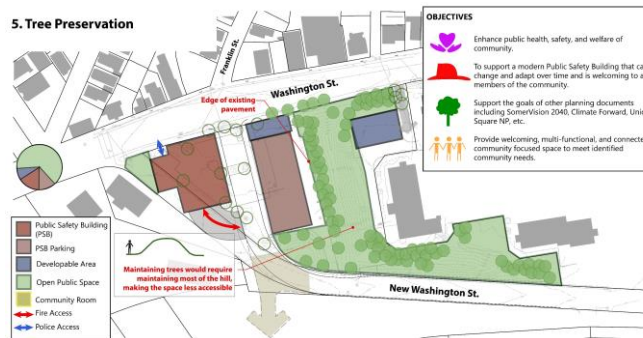 5. Tree Preservation
Franklin St.
Washington St.
Edge of existing
pavement
OBJECTIVES
Enhance public health, safety, and welfare of
community.
To support a modern Public Safety Building that ca
change and adapt over time and is welcoming to a
members of the community.
Support the goals of other planning documents
including SomerVision 2040, Climate Forward, Unio
Square NP, etc.
Provide welcoming, multi-functional, and connecte
community focused space to meet identified
community needs.
Public Safety Building
(PSB)
PSB Parking
Developable Area
Open Public Space
Community Room
Fire Access
Police Access
Maintaining trees would require
maintaining most of the hill,
making the space less accessible
New Washington St.